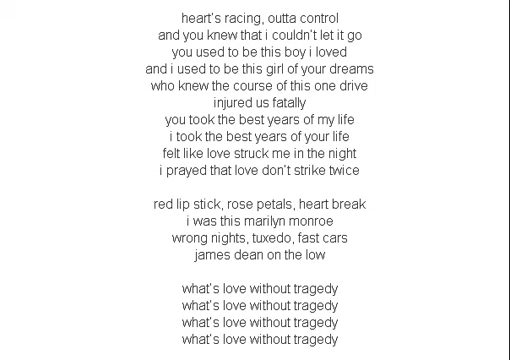 heart's racing, outta control
and you knew that i couldn't let it go
you used to be this boy i loved
and i used to be this girl of your dreams
who knew the course of this one drive
injured us fatally
you took the best years of my life
i took the best years of your life
felt like love struck me in the night
i prayed that love don't strike twice
red lip stick, rose petals, heart break
i was this marilyn monroe
wrong nights, tuxedo, fast cars
james dean on the low
what's love without tragedy
what's love without tragedy
what's love without tragedy
what's love without tragedy